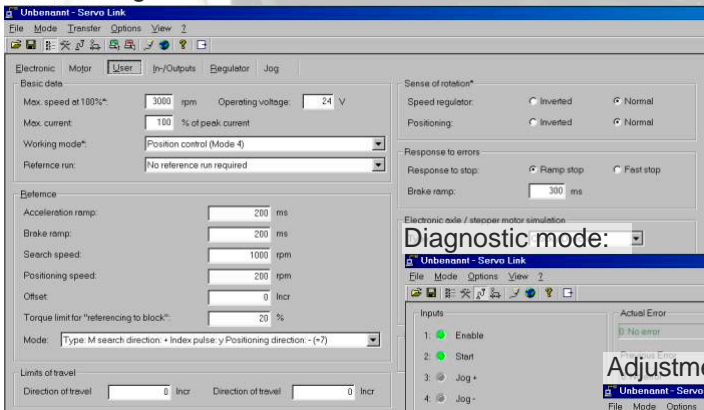 Unbenannt - Servo Link
File Mode Transfer Options View ?
Electronic Motor User In-/Outputs Regulator Jog
Basic data
Max. speed at 100%*: 3000 rpm Operating voltage: 24 V
Max. current: 100 % of peak current
Working mode*: Position control (Mode 4)
Refernce run: No reference run required
Sense of rotation*
Speed regulator: Inverted Normal
Positioning: Inverted Normal
Response to errors
Response to stop: Ramp stop Fast stop
Brake ramp: 300 ms
Refernce
Acceleration ramp: 200 ms
Brake ramp: 200 ms
Search speed: 1000 rpm
Positioning speed: 200 rpm
Offset: 0 Incr
Torque limit for "referencing to block": 20 %
Mode: Type: M search direction: + Index pulse: y Positioning direction: - (=7)
Limits of travel
Direction of travel 0 Incr Direction of travel 0 Incr
Electronic axle / stepper motor simulation
Diagnostic mode:
Unbenannt - Servo Link
File Mode Options View ?
Inputs
1: Enable
2: Start
3: Jog +
4: Jog -
Actual Error
0: No error
Adjustme
Unbenannt - Servo
File Mode Options